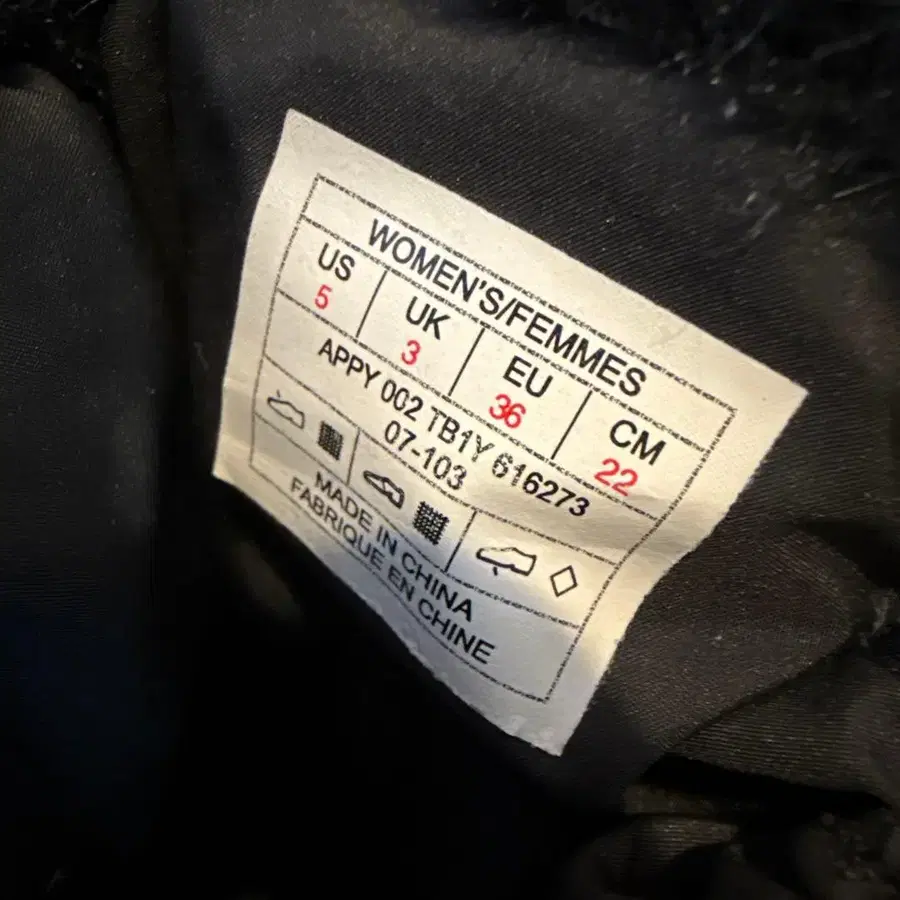 WOMEN'S/FEMMES
US UK EU CM
5 3 36 22
APPY 002 TB1Y 616273
07-103
MADE IN CHINA
FABRIQUE EN CHINE